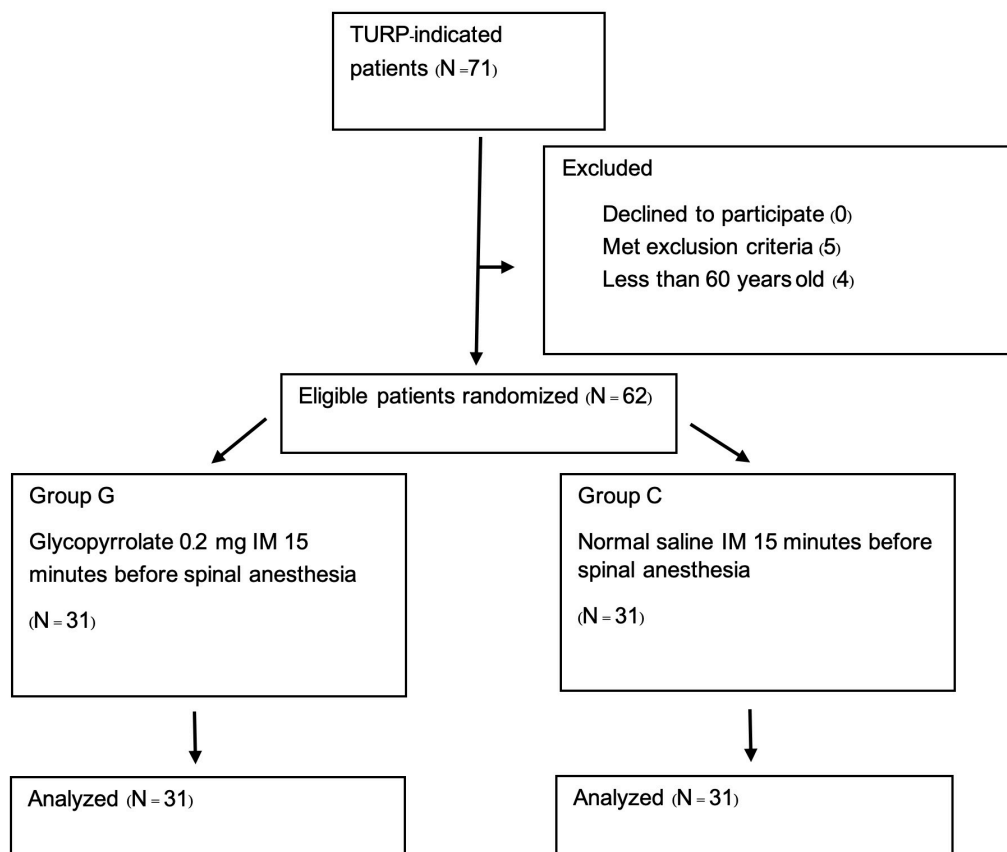 TURP-indicated
patients (N =71)
Excluded
Declined to participate (0)
Met exclusion criteria (5)
Less than 60 years old (4)
Eligible patients randomized (N = 62)
Group G
Glycopyrrolate 0.2 mg IM 15
minutes before spinal anesthesia
(N = 31)
Group C
Normal saline IM 15 minutes before
spinal anesthesia
(N = 31)
Analyzed (N = 31)
Analyzed (N = 31)